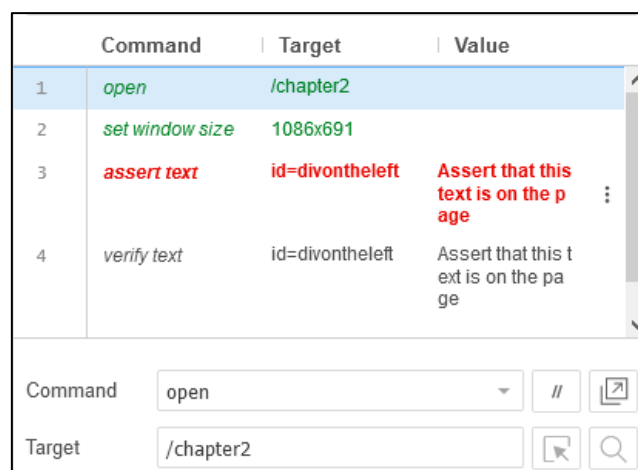 Command Target Value
1 open /chapter2
2 set window size 1086x691
3 assert text id=divontheleft Assert that this
text is on the p
age
4 verify text id=divontheleft Assert that this t
ext is on the pa
ge
Command open //
Target /chapter2